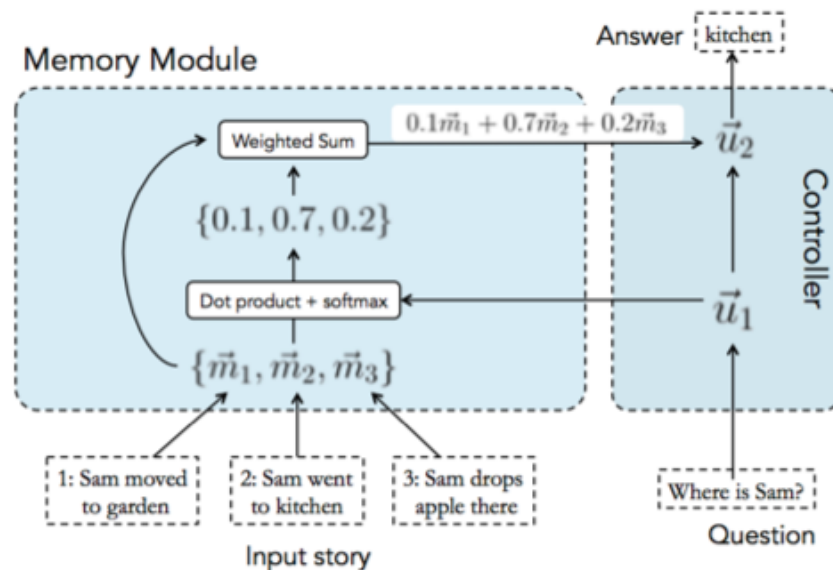 Answer
kitchen
Memory Module
Weighted Sum
0.1m⃗₁ + 0.7m⃗₂ + 0.2m⃗₃
u⃗₂
{0.1, 0.7, 0.2}
Controller
Dot product + softmax
u⃗₁
{m⃗₁, m⃗₂, m⃗₃}
1: Sam moved
to garden
2: Sam went
to kitchen
3: Sam drops
apple there
Where is Sam?
Question
Input story